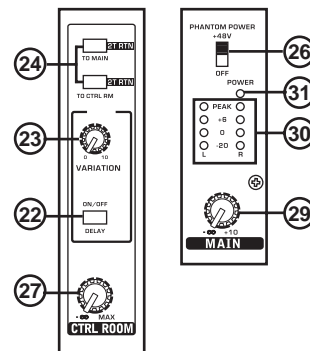 24
2T RTN
TO MAIN
2T RTN
TO CTRL RM
23
0 10
VARIATION
22
ON/OFF
DELAY
27
-∞ MAX
CTRL ROOM
PHANTOM POWER
+48V
26
OFF
POWER
31
PEAK
+6
30
0
-20
L R
29
-∞ +10
MAIN